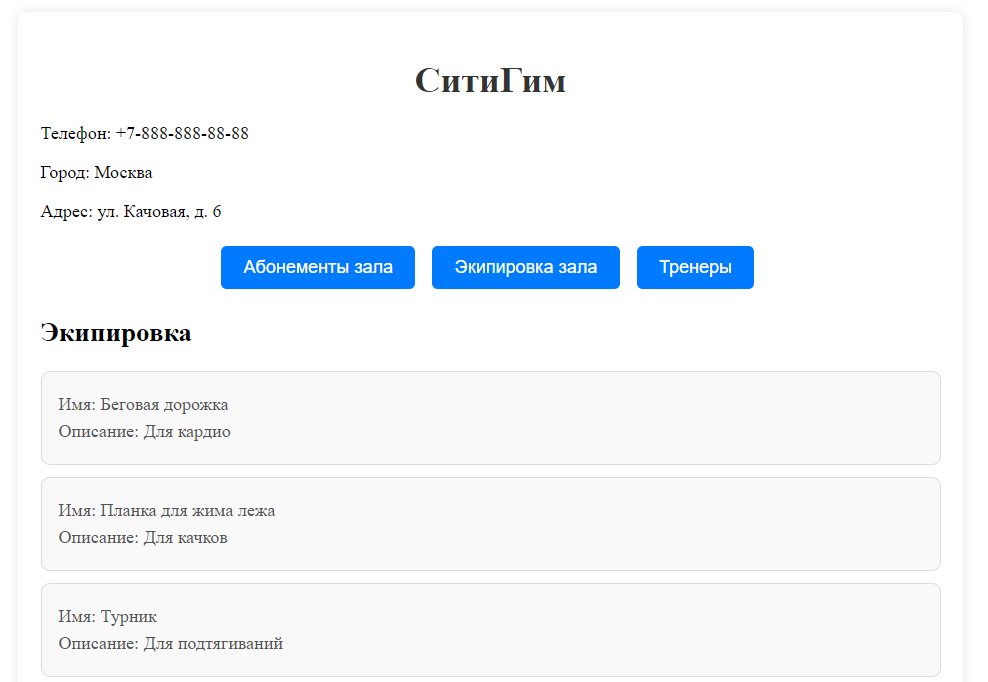 СитиГим
Телефон: +7-888-888-88-88
Город: Москва
Адрес: ул. Качовая, д. 6
Абонементы зала Экипировка зала Тренеры
Экипировка
Имя: Беговая дорожка
Описание: Для кардио
Имя: Планка для жима лежа
Описание: Для качков
Имя: Турник
Описание: Для подтягиваний